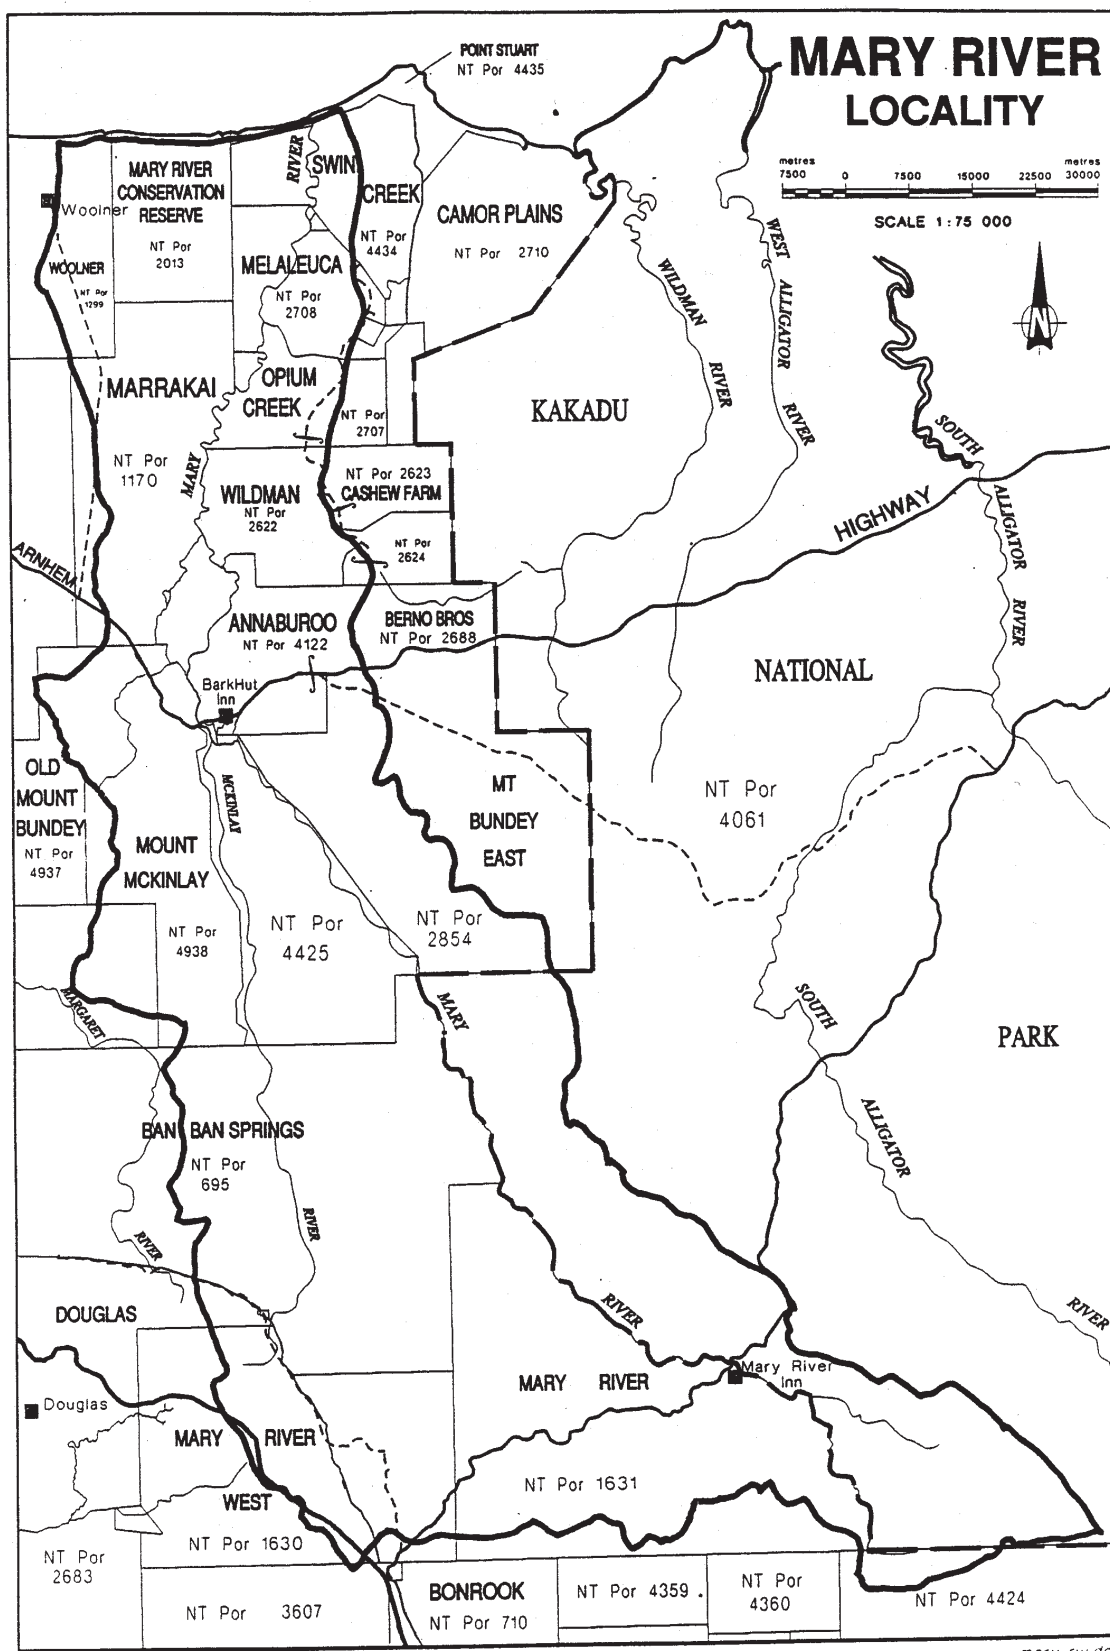 MARY RIVER
LOCALITY
metres
metres
7500
0
7500
15000
22500
30000
SCALE 1:75 000
N
POINT STUART
NT Por 4435
MARY RIVER
CONSERVATION
RESERVE
NT Por
2013
RIVER
SWIN
CREEK
NT Por
4434
CAMOR PLAINS
NT Por 2710
Woolner
WOOLNER
NT Por
1299
MELALEUCA
NT Por
2708
WILDMAN
RIVER
WEST
ALLIGATOR
RIVER
MARRAKAI
NT Por
1170
OPIUM
CREEK
NT Por
2707
KAKADU
MARY
SOUTH
ALLIGATOR
RIVER
WILDMAN
NT Por
2622
NT Por 2623
CASHEW FARM
NT Por
2624
HIGHWAY
ARNHEM
ANNABUROO
NT Por 4122
BERNO BROS
NT Por 2688
NATIONAL
BarkHut
Inn
OLD
MOUNT
BUNDEY
NT Por
4937
MCKINLAY
MT
BUNDEY
EAST
NT Por
4061
MOUNT
MCKINLAY
NT Por
4938
NT Por
4425
NT Por
2854
MARGARET
MARY
SOUTH
PARK
BAN BAN SPRINGS
NT Por
695
ALLIGATOR
RIVER
RIVER
RIVER
RIVER
DOUGLAS
Mary River
Inn
MARY RIVER
Douglas
MARY RIVER
WEST
NT Por 1631
NT Por 1630
NT Por
2683
NT Por 3607
BONROOK
NT Por 710
NT Por 4359
NT Por
4360
NT Por 4424